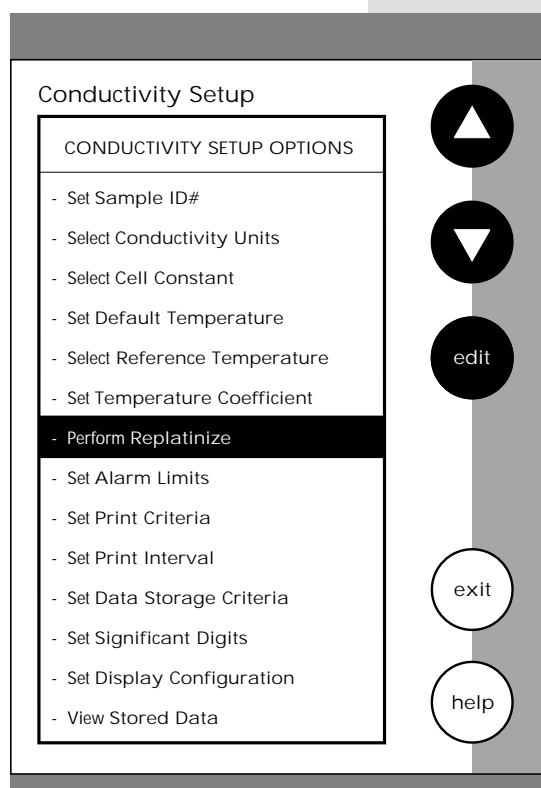 Conductivity Setup
CONDUCTIVITY SETUP OPTIONS
- Set Sample ID#
- Select Conductivity Units
- Select Cell Constant
- Set Default Temperature
- Select Reference Temperature
- Set Temperature Coefficient
- Perform Replatinize
- Set Alarm Limits
- Set Print Criteria
- Set Print Interval
- Set Data Storage Criteria
- Set Significant Digits
- Set Display Configuration
- View Stored Data
edit
exit
help